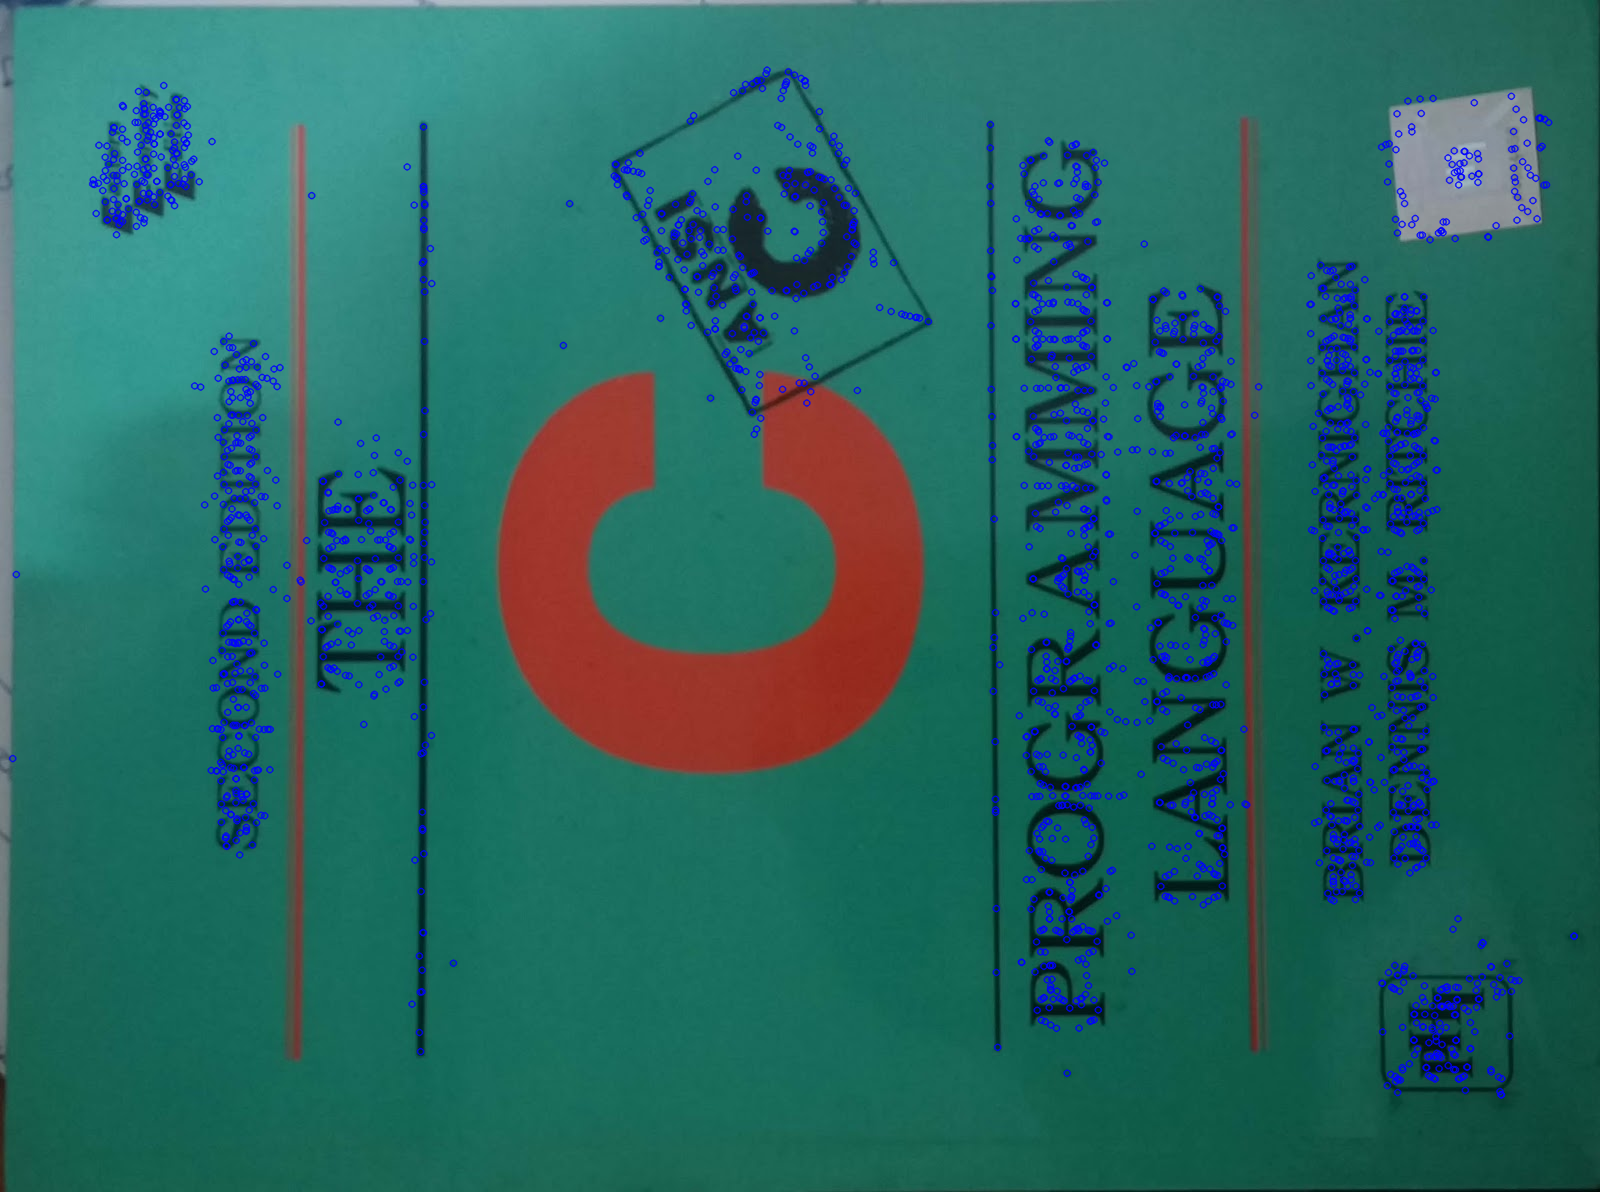 SECOND EDITION
THE
C
ANSI C
PROGRAMMING
LANGUAGE
BRIAN W. KERNIGHAN
DENNIS M. RITCHIE